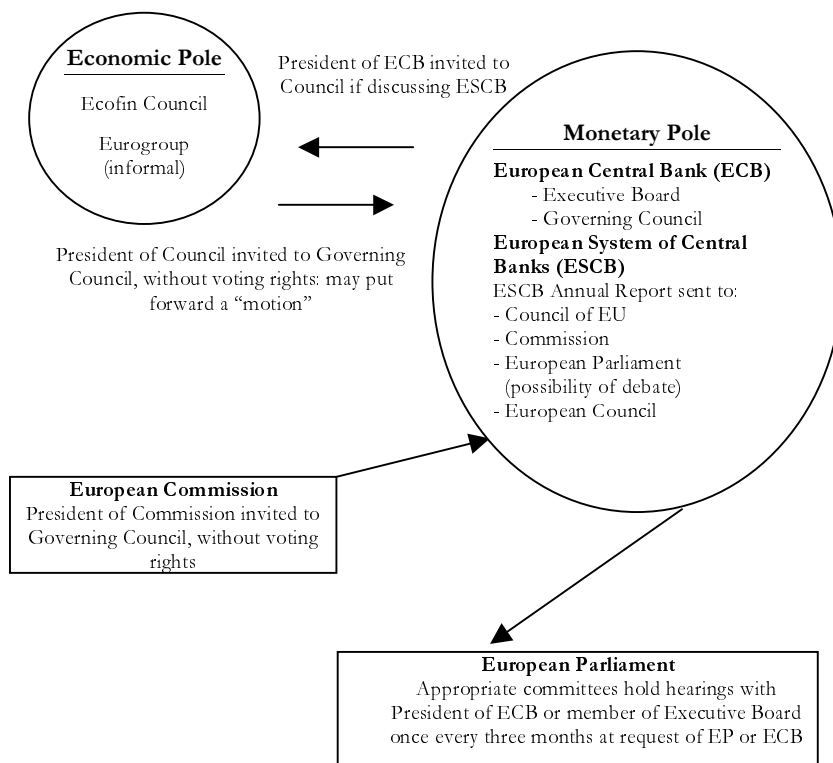 Economic Pole
Ecofin Council
Eurogroup
(informal)
President of ECB invited to
Council if discussing ESCB
President of Council invited to Governing
Council, without voting rights: may put
forward a “motion”
Monetary Pole
European Central Bank (ECB)
- Executive Board
- Governing Council
European System of Central
Banks (ESCB)
ESCB Annual Report sent to:
- Council of EU
- Commission
- European Parliament
(possibility of debate)
- European Council
European Commission
President of Commission invited to
Governing Council, without voting
rights
European Parliament
Appropriate committees hold hearings with
President of ECB or member of Executive Board
once every three months at request of EP or ECB